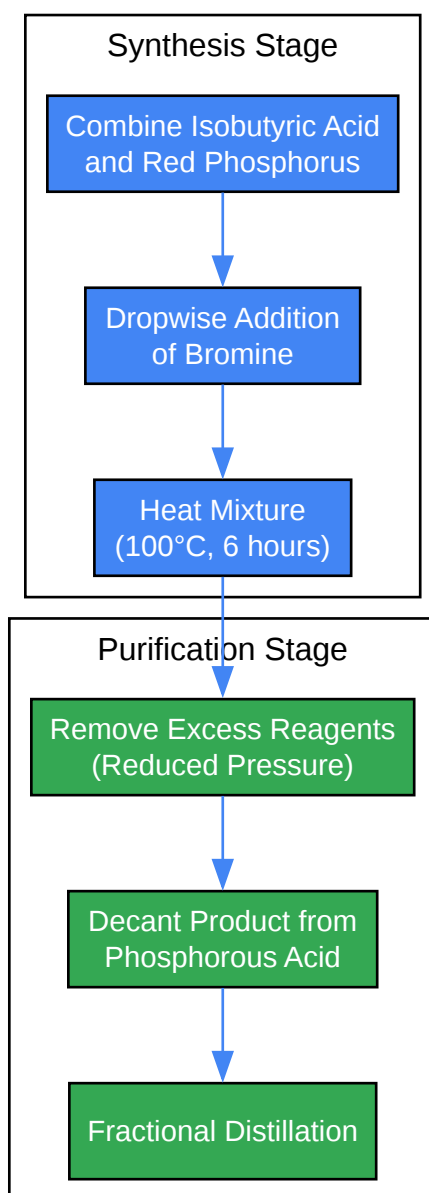 Synthesis Stage
Combine Isobutyric Acid
and Red Phosphorus
Dropwise Addition
of Bromine
Heat Mixture
(100°C, 6 hours)
Purification Stage
Remove Excess Reagents
(Reduced Pressure)
Decant Product from
Phosphorous Acid
Fractional Distillation